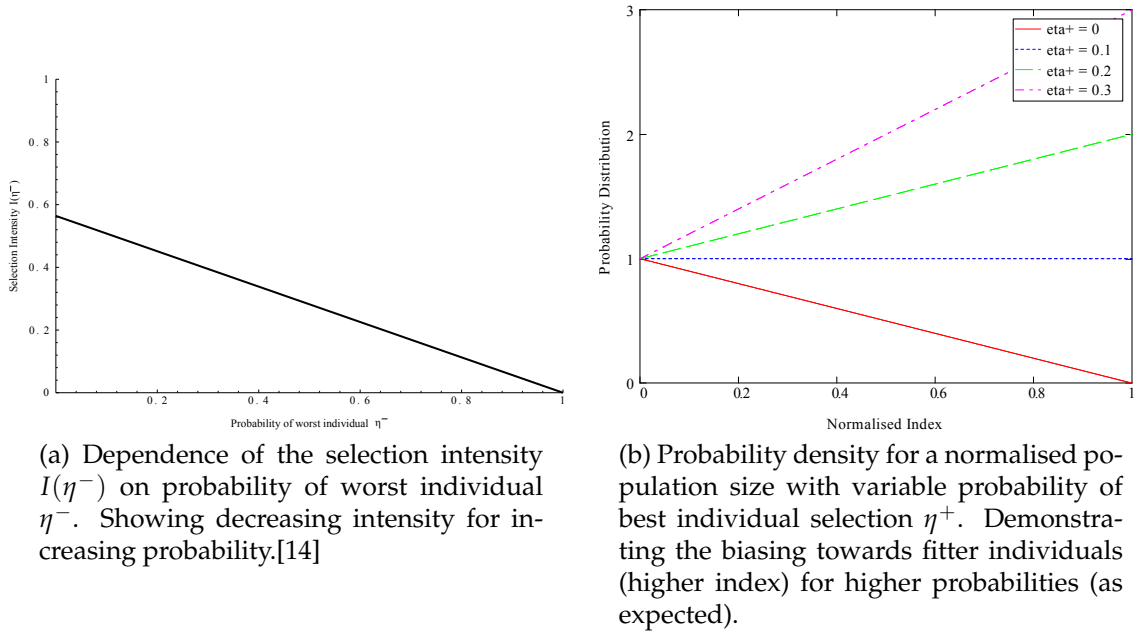 1
0. 8
0. 6
0. 4
0. 2
0
Selection Intensity I(η⁻)
0. 2
0. 4
0. 6
0. 8
1
Probability of worst individual η⁻
(a) Dependence of the selection intensity
I(η⁻) on probability of worst individual
η⁻. Showing decreasing intensity for in-
creasing probability.[14]
3
2
1
0
Probability Distribution
eta+ = 0
eta+ = 0.1
eta+ = 0.2
eta+ = 0.3
0
0.2
0.4
0.6
0.8
1
Normalised Index
(b) Probability density for a normalised po-
pulation size with variable probability of
best individual selection η⁺. Demonstra-
ting the biasing towards fitter individuals
(higher index) for higher probabilities (as
expected).